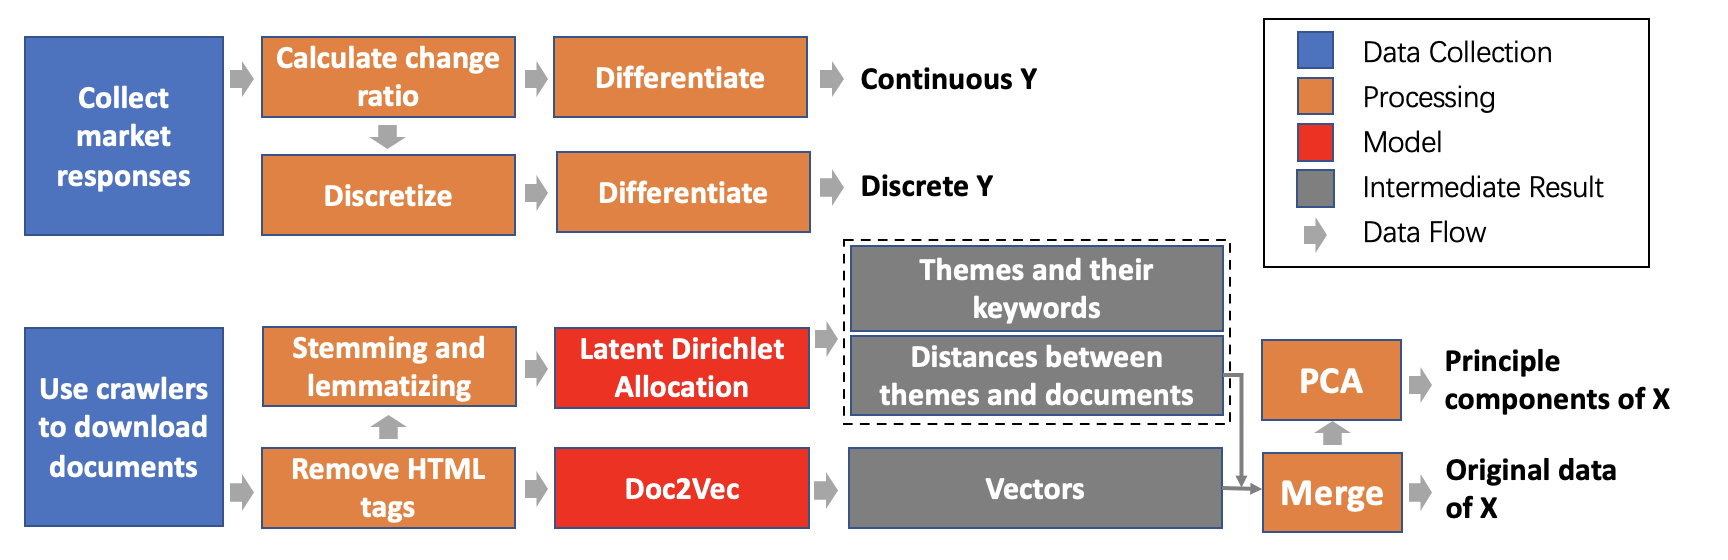 Collect
market
responses
Calculate change
ratio
Differentiate
Continuous Y
Discretize
Differentiate
Discrete Y
Data Collection
Processing
Model
Intermediate Result
Data Flow
Use crawlers
to download
documents
Stemming and
lemmatizing
Latent Dirichlet
Allocation
Themes and their
keywords
Distances between
themes and documents
PCA
Principle
components of X
Remove HTML
tags
Doc2Vec
Vectors
Merge
Original data
of X